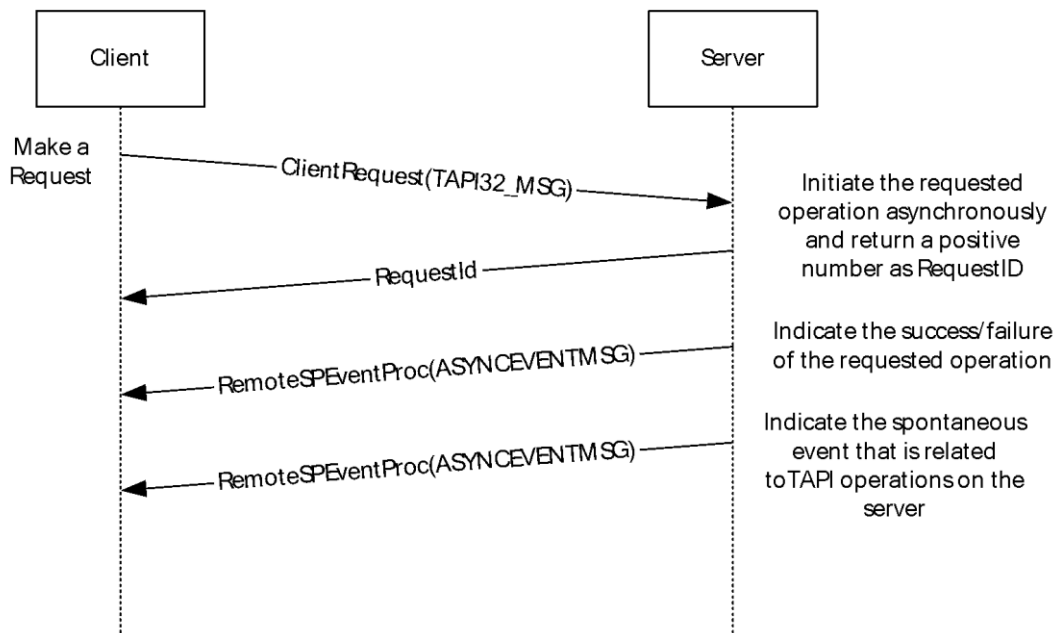 Client
Server
Make a
Request
ClientRequest(TAPI32_MSG)
Initiate the requested
operation asynchronously
and return a positive
number as RequestID
RequestId
Indicate the success/failure
of the requested operation
RemoteSPEventProc(ASYNCEVENTMSG)
Indicate the spontaneous
event that is related
to TAPI operations on the
server
RemoteSPEventProc(ASYNCEVENTMSG)